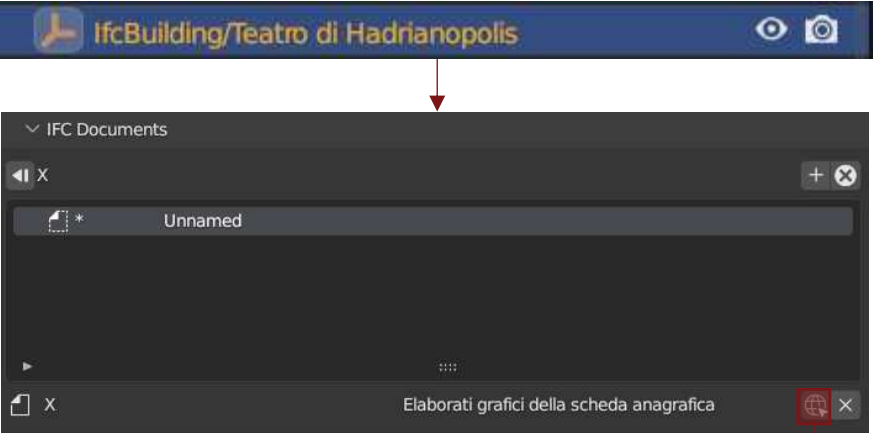 IfcBuilding/Teatro di Hadrianopolis
IFC Documents
X
* Unnamed
X Elaborati grafici della scheda anagrafica